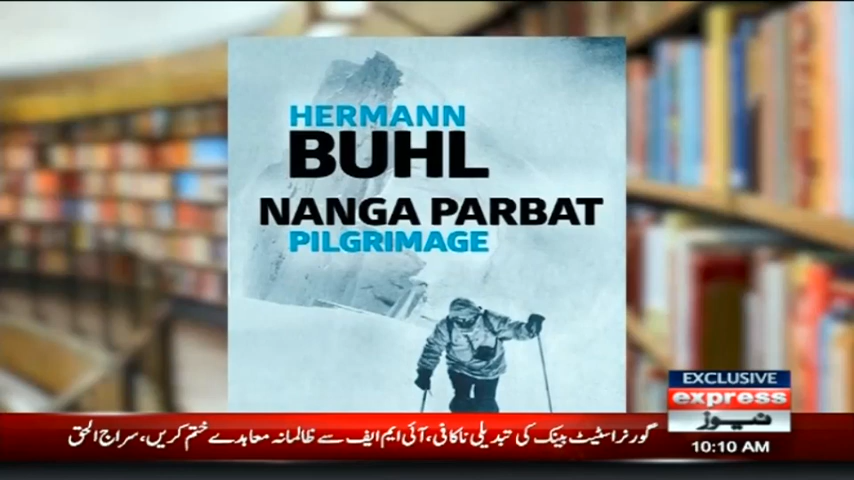 HERMANN
BUHL
NANGA PARBAT
PILGRIMAGE
EXCLUSIVE
express
نیوز
گورنر اسٹیٹ بینک کی تبدیلی ناکافی، آئی ایم ایف سے ظالمانہ معاہدے ختم کریں، سراج الحق
10:10 AM